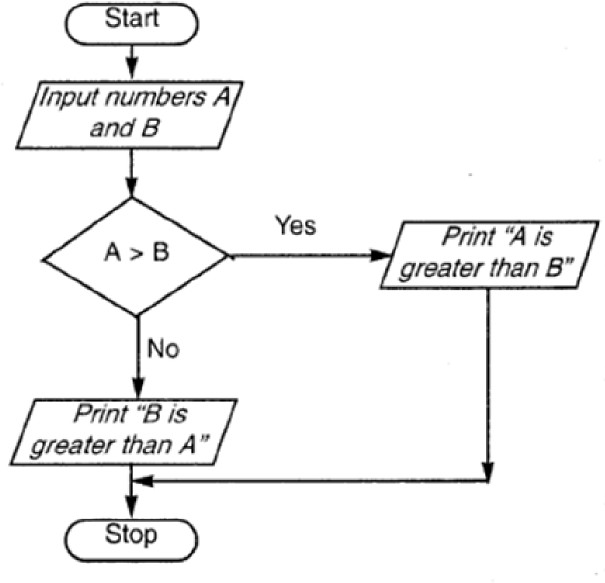 Start
Input numbers A
and B
A > B
Yes
Print “A is
greater than B”
No
Print “B is
greater than A”
Stop